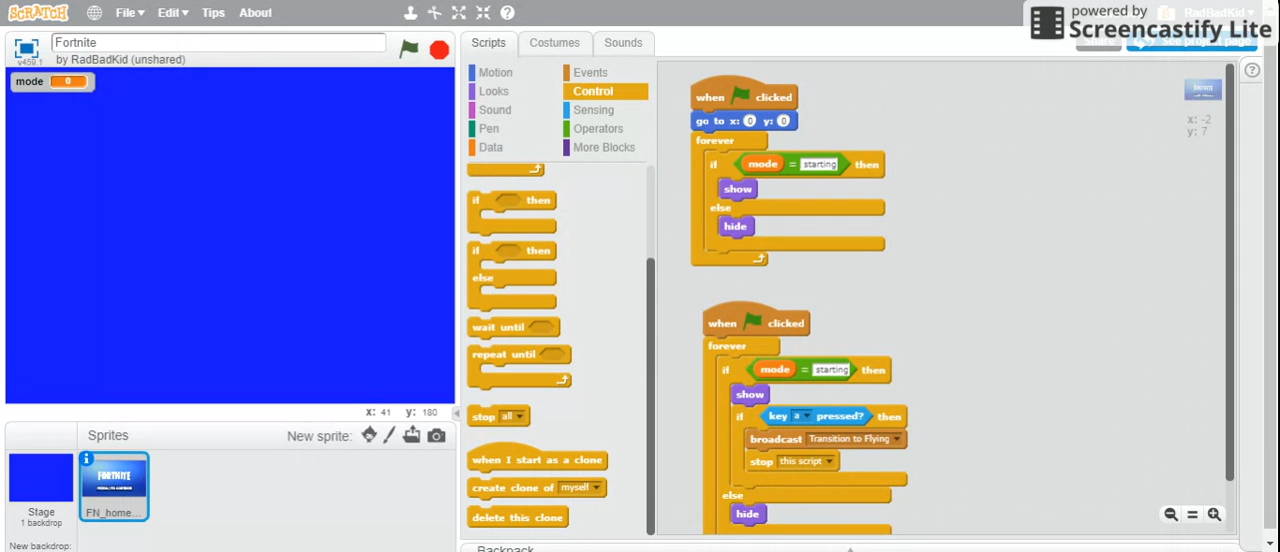 SCRATCH File Edit Tips About
powered by
Screencastify Lite
RadBadKid
v459.1
Fortnite
by RadBadKid (unshared)
mode 0
Scripts Costumes Sounds
Motion Events
Looks Control
Sound Sensing
Pen Operators
Data More Blocks
if then
if then
else
wait until
repeat until
stop all
when I start as a clone
create clone of myself
delete this clone
when clicked
go to x: 0 y: 0
forever
if mode = starting then
show
else
hide
x: -2
y: 7
when clicked
forever
if mode = starting then
show
if key a pressed? then
broadcast Transition to Flying
stop this script
else
hide
x: 41 y: 180
Sprites New sprite:
FORTNITE
Stage
1 backdrop
FN_home...
New backdrop:
Backpack